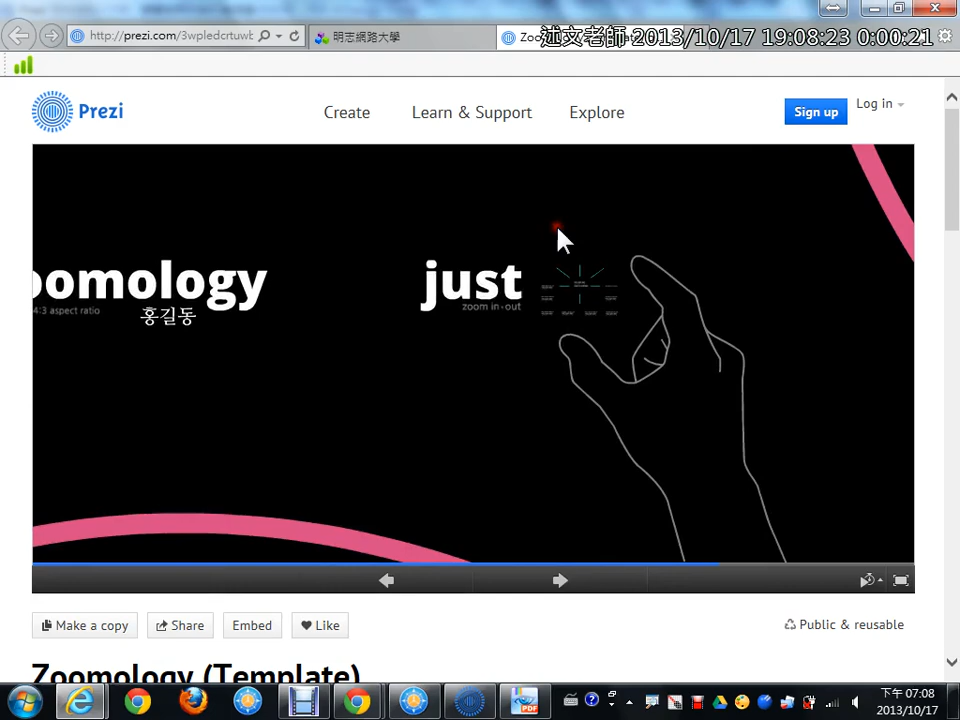 http://prezi.com/3wpledcrtuwb
明志網路大學
述文老師 2013/10/17 19:08:23 0:00:21
Prezi
Create
Learn & Support
Explore
Sign up
Log in
oomology
4:3 aspect ratio
홍길동
just
zoom in·out
Make a copy
Share
Embed
Like
Public & reusable
Zoomology (Template)
PDF
下午 07:08
2013/10/17